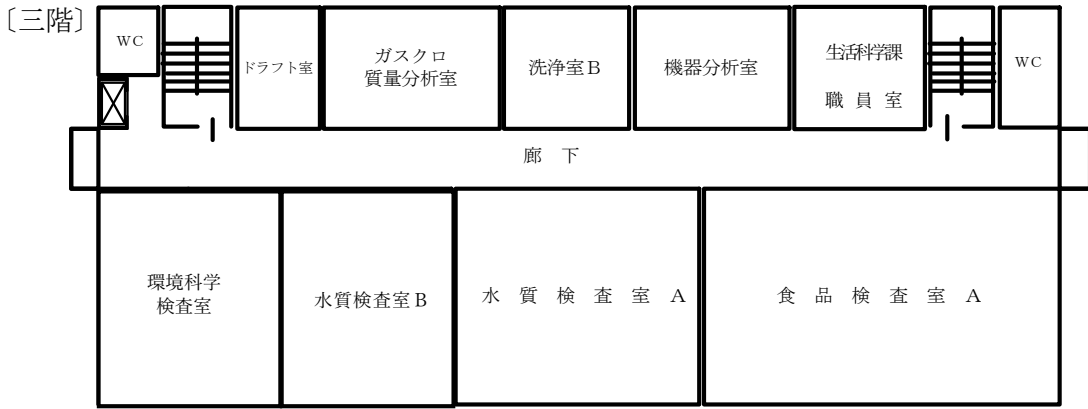 〔三階〕
WC
ドラフト室
ガスクロ
質量分析室
洗浄室B
機器分析室
生活科学課
職員室
WC
廊下
環境科学
検査室
水質検査室B
水質検査室A
食品検査室A